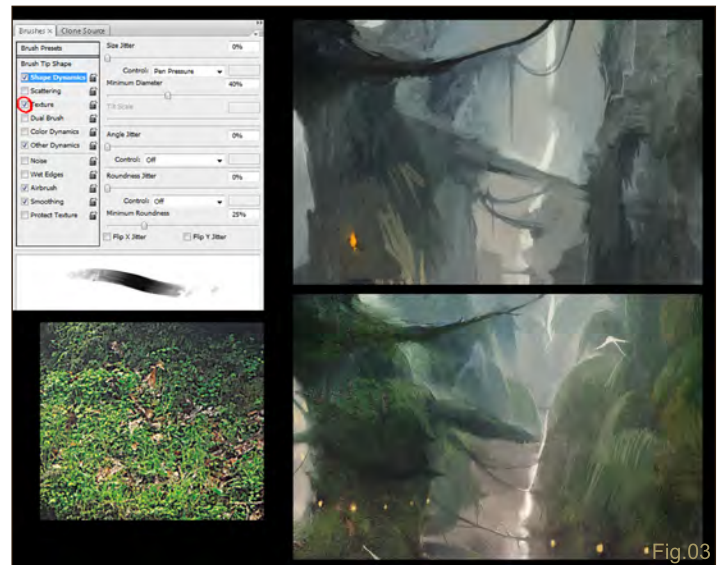 Brushes × Clone Source
Brush Presets
Brush Tip Shape
Shape Dynamics
Scattering
Texture
Dual Brush
Color Dynamics
Other Dynamics
Noise
Wet Edges
Airbrush
Smoothing
Protect Texture
Size Jitter 0%
Control: Pen Pressure
Minimum Diameter 40%
Tilt Scale
Angle Jitter 0%
Control: Off
Roundness Jitter 0%
Control: Off
Minimum Roundness 25%
Flip X Jitter Flip Y Jitter
Fig.03